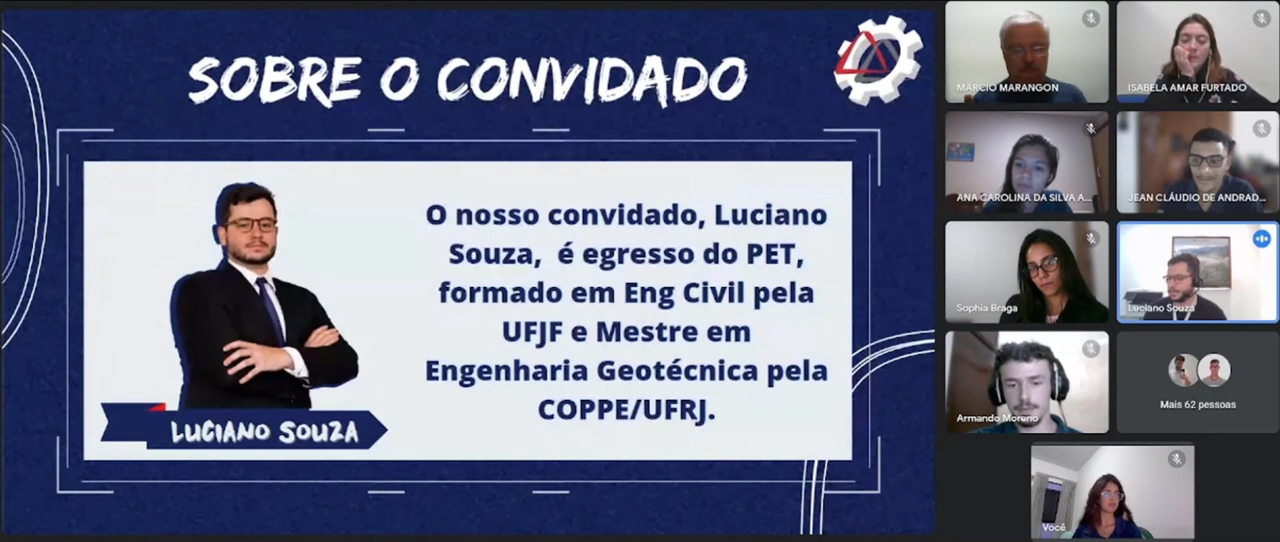 SOBRE O CONVIDADO
O nosso convidado, Luciano
Souza, é egresso do PET,
formado em Eng Civil pela
UFJF e Mestre em
Engenharia Geotécnica pela
COPPE/UFRJ.
LUCIANO SOUZA
MARCIO MARANGON
ISABELA AMAR FURTADO
ANA CAROLINA DA SILVA A...
JEAN CLÁUDIO DE ANDRAD...
Sophia Braga
Luciano Souza
Armando Moreno
Mais 62 pessoas
Você